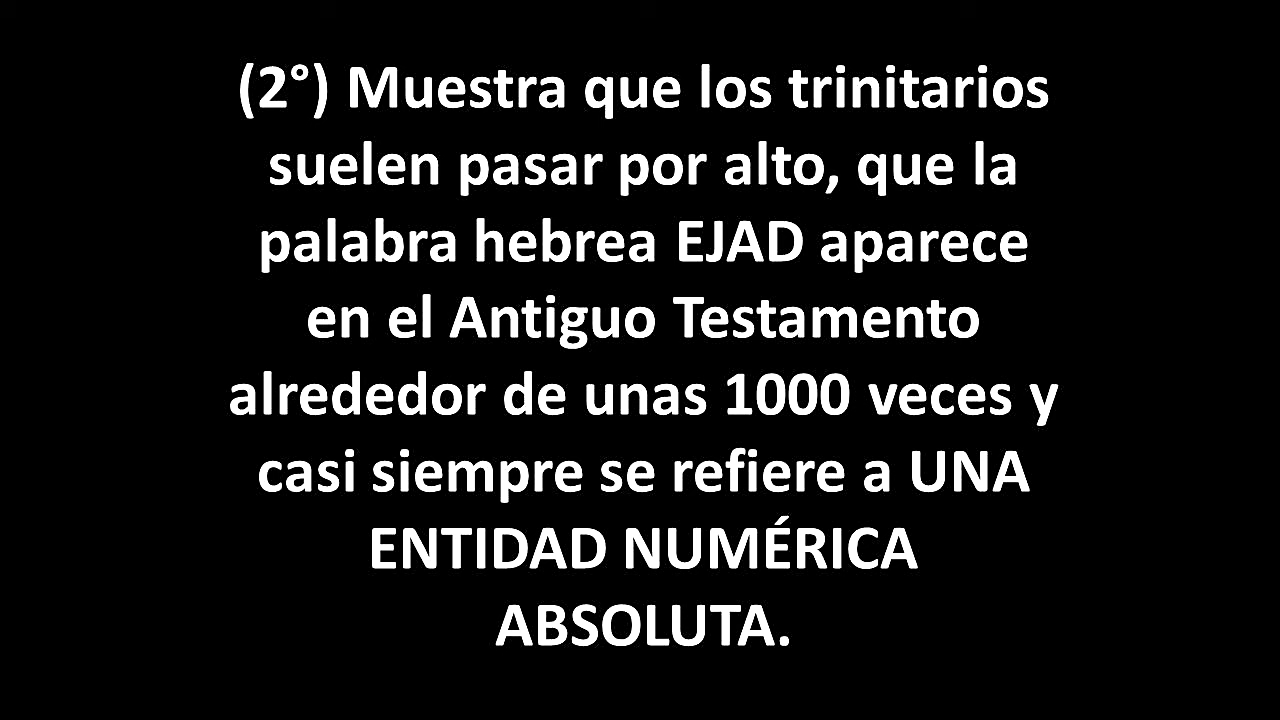 (2°) Muestra que los trinitarios
suelen pasar por alto, que la
palabra hebrea EJAD aparece
en el Antiguo Testamento
alrededor de unas 1000 veces y
casi siempre se refiere a UNA
ENTIDAD NUMÉRICA
ABSOLUTA.